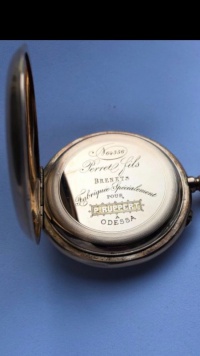 Perret fils
BRENETS
Fabriqué Spécialement
POUR
A
ODESSA